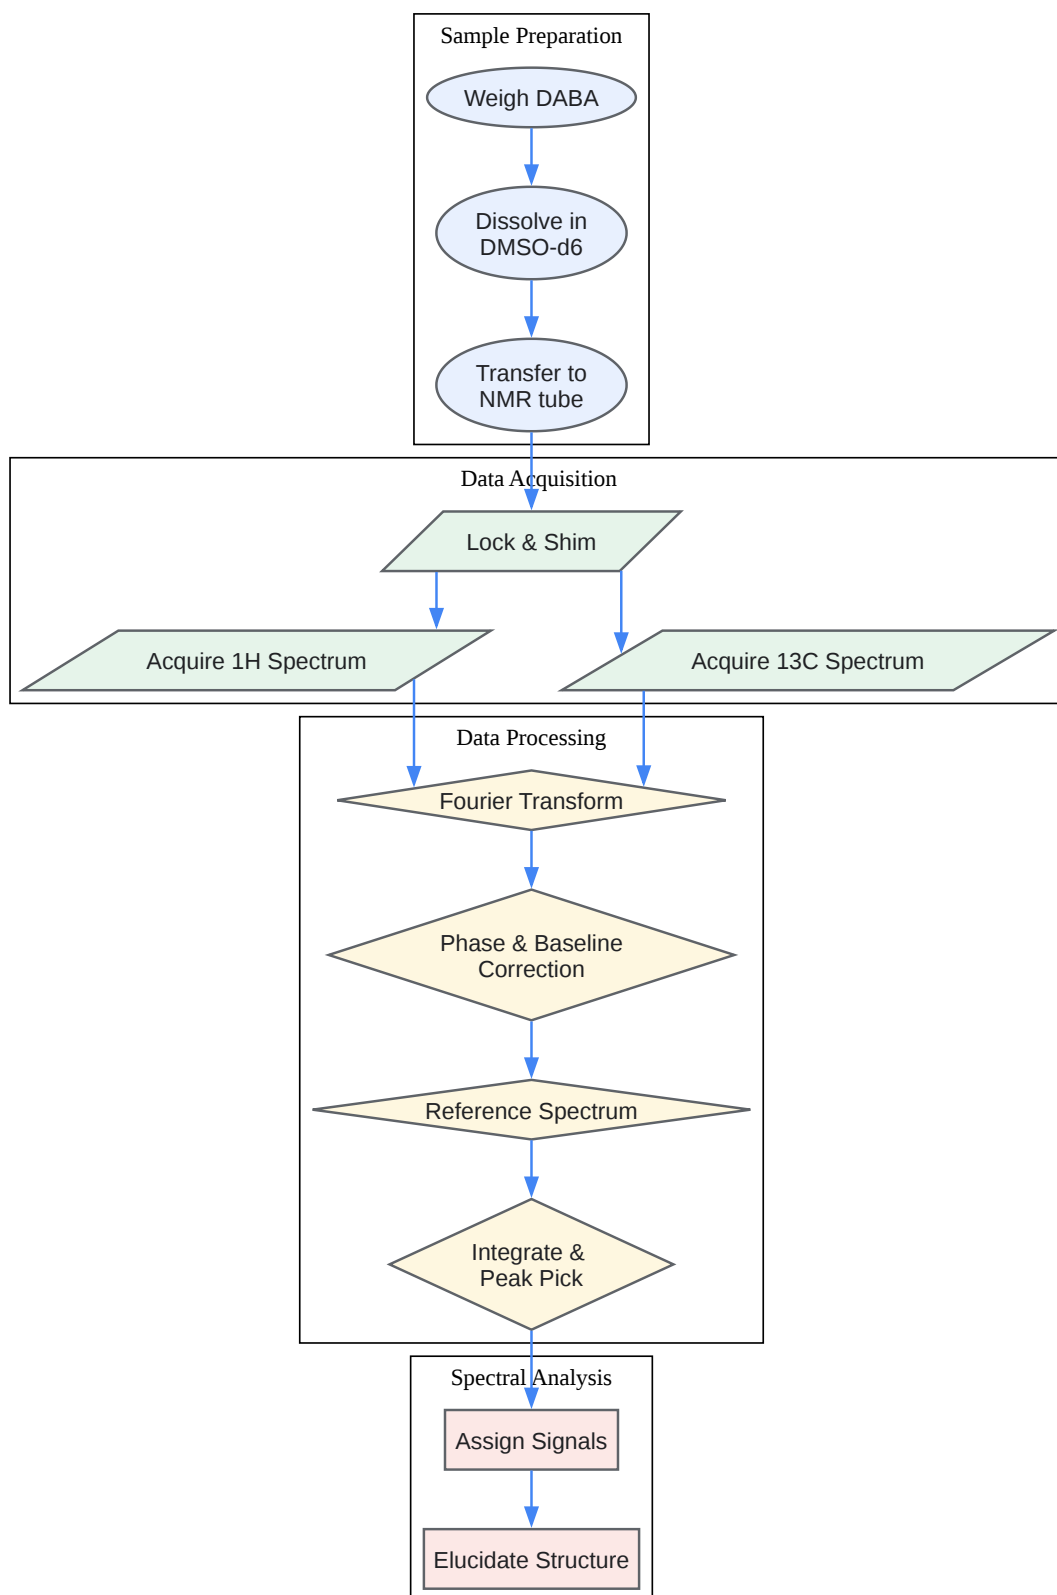 Sample Preparation
Weigh DABA
Dissolve in
DMSO-d6
Transfer to
NMR tube
Data Acquisition
Lock & Shim
Acquire 1H Spectrum
Acquire 13C Spectrum
Data Processing
Fourier Transform
Phase & Baseline
Correction
Reference Spectrum
Integrate &
Peak Pick
Spectral Analysis
Assign Signals
Elucidate Structure